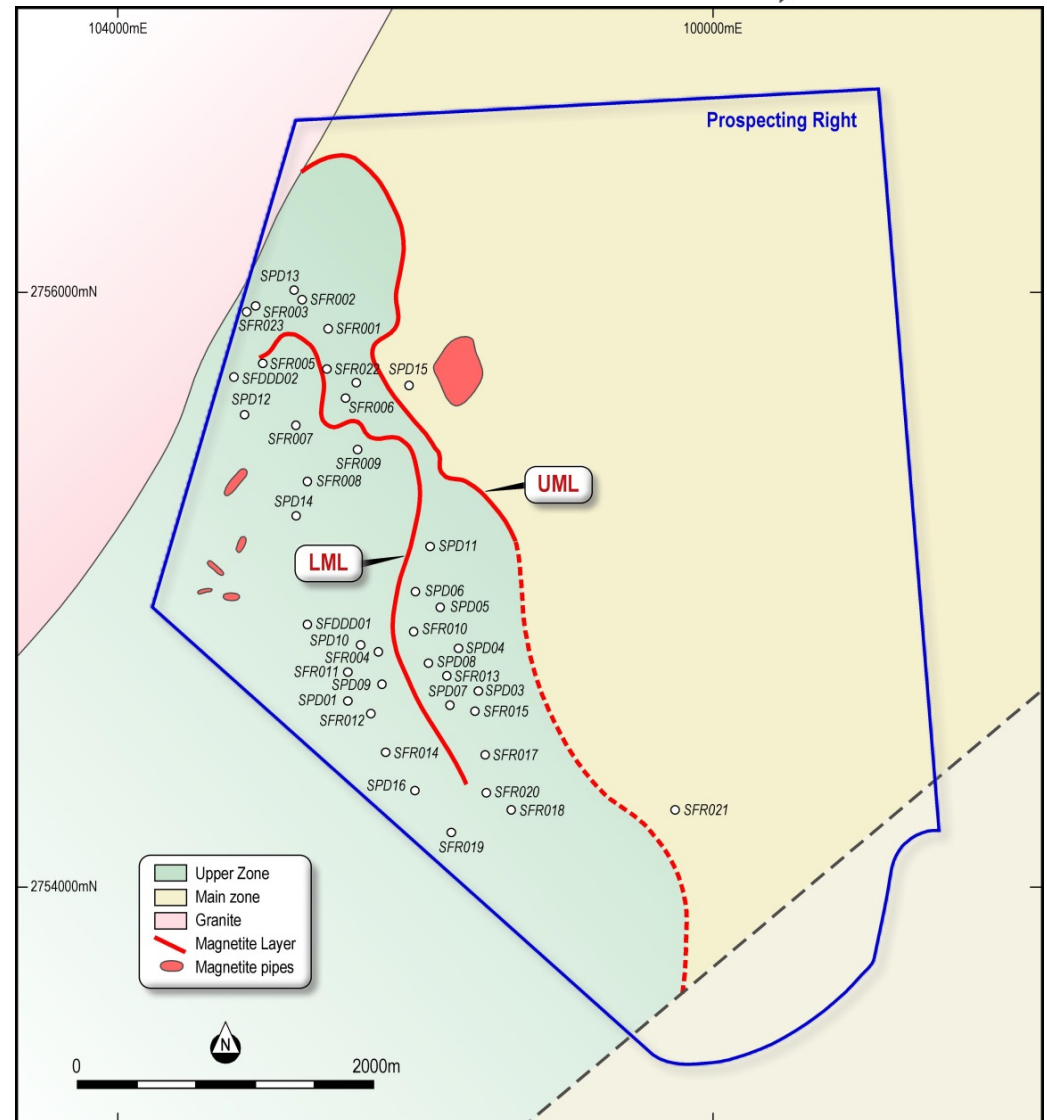 104000mE
100000mE
Prospecting Right
2756000mN
SPD13
SFR002
SFR003
SFR023
SFR001
SFR005
SFR022
SPD15
SFDDD02
SFR006
SPD12
SFR007
SFR009
SFR008
UML
SPD14
SPD11
LML
SPD06
SPD05
SFDDD01
SFR010
SPD10
SPD04
SFR004
SPD08
SFR011
SFR013
SPD09
SPD07
SPD03
SPD01
SFR015
SFR012
SFR014
SFR017
SPD16
SFR020
SFR018
SFR021
SFR019
2754000mN
Upper Zone
Main zone
Granite
Magnetite Layer
Magnetite pipes
N
0
2000m